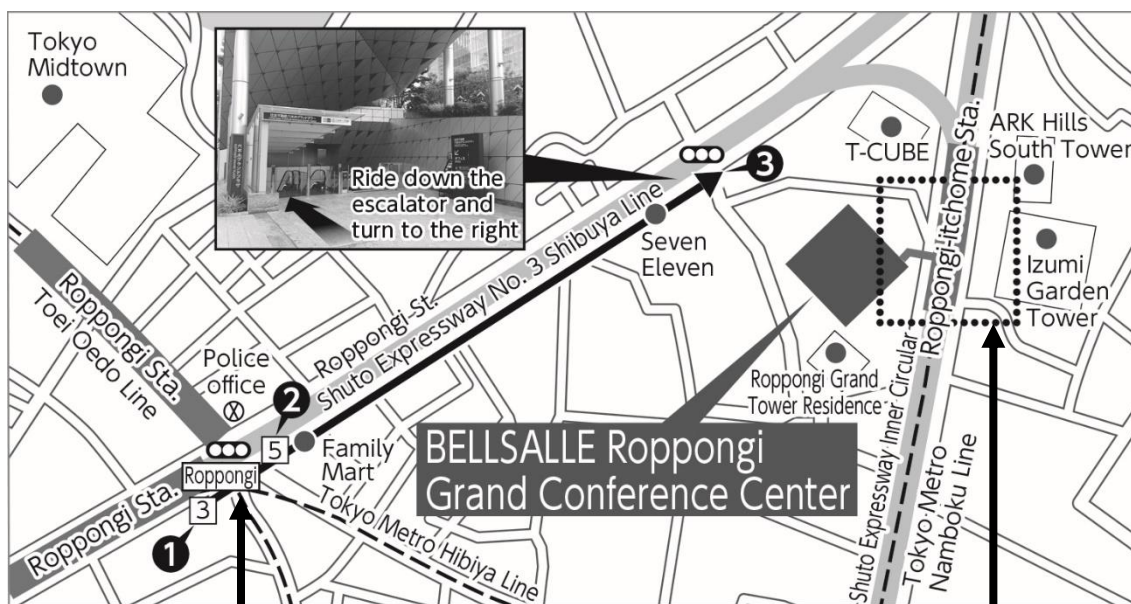 Tokyo
Midtown
Ride down the
escalator and
turn to the right
3
T-CUBE
ARK Hills
South Tower
Roppongi-itchome Sta.
Seven
Eleven
Izumi
Garden
Tower
Roppongi Sta.
Toei Oedo Line
Roppongi St.
Shuto Expressway No. 3 Shibuya Line
Police
office
2
5
Family
Mart
Roppongi
3
1
Roppongi Sta.
Tokyo Metro Hibiya Line
Roppongi Grand
Tower Residence
BELLSALLE Roppongi
Grand Conference Center
Shuto Expressway Inner Circular
Tokyo Metro
Namboku Line